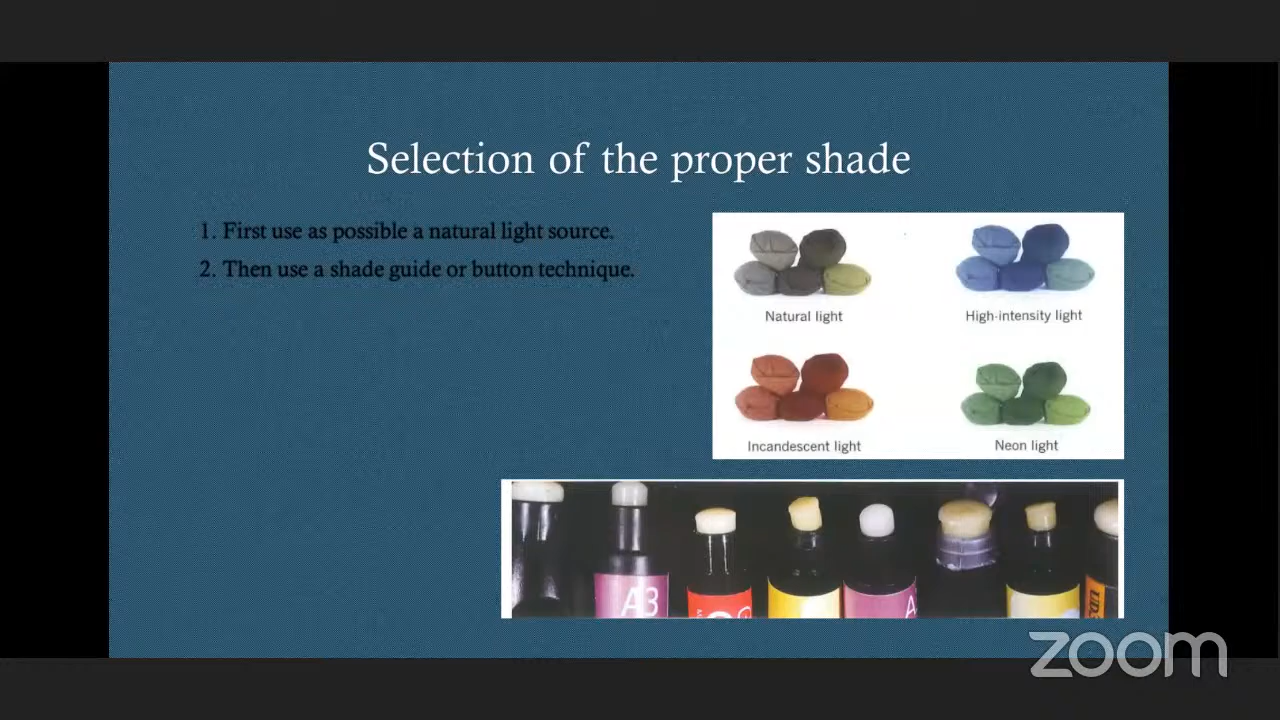 Selection of the proper shade
1. First use as possible a natural light source.
2. Then use a shade guide or button technique.
Natural light
High-intensity light
Incandescent light
Neon light
A3
A
zoom